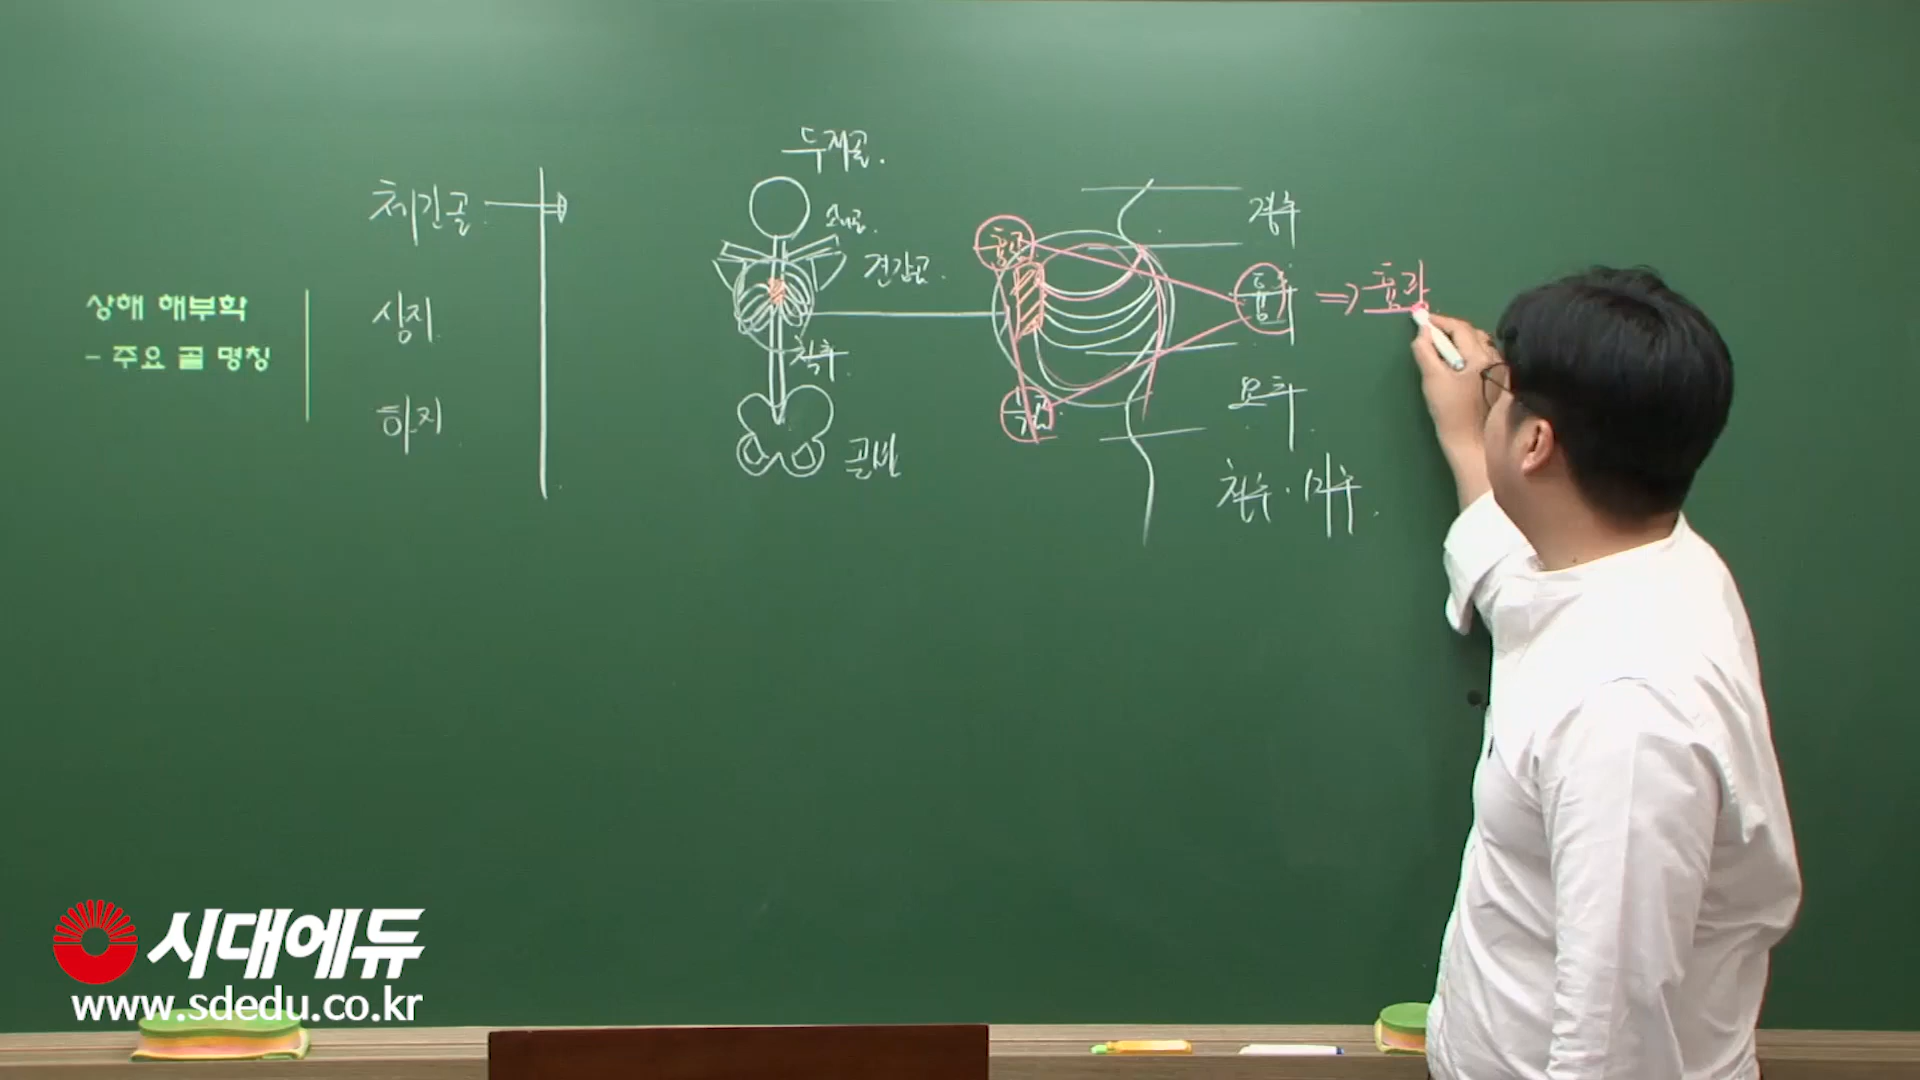 상해 해부학
- 주요 골 명칭
체간골
상지
하지
두개골.
쇄골.
견갑골.
척추.
골반
흉골
늑골
경추
흉추
요추
천추 · 미추.
⇒ 흉곽
시대에듀
www.sdedu.co.kr